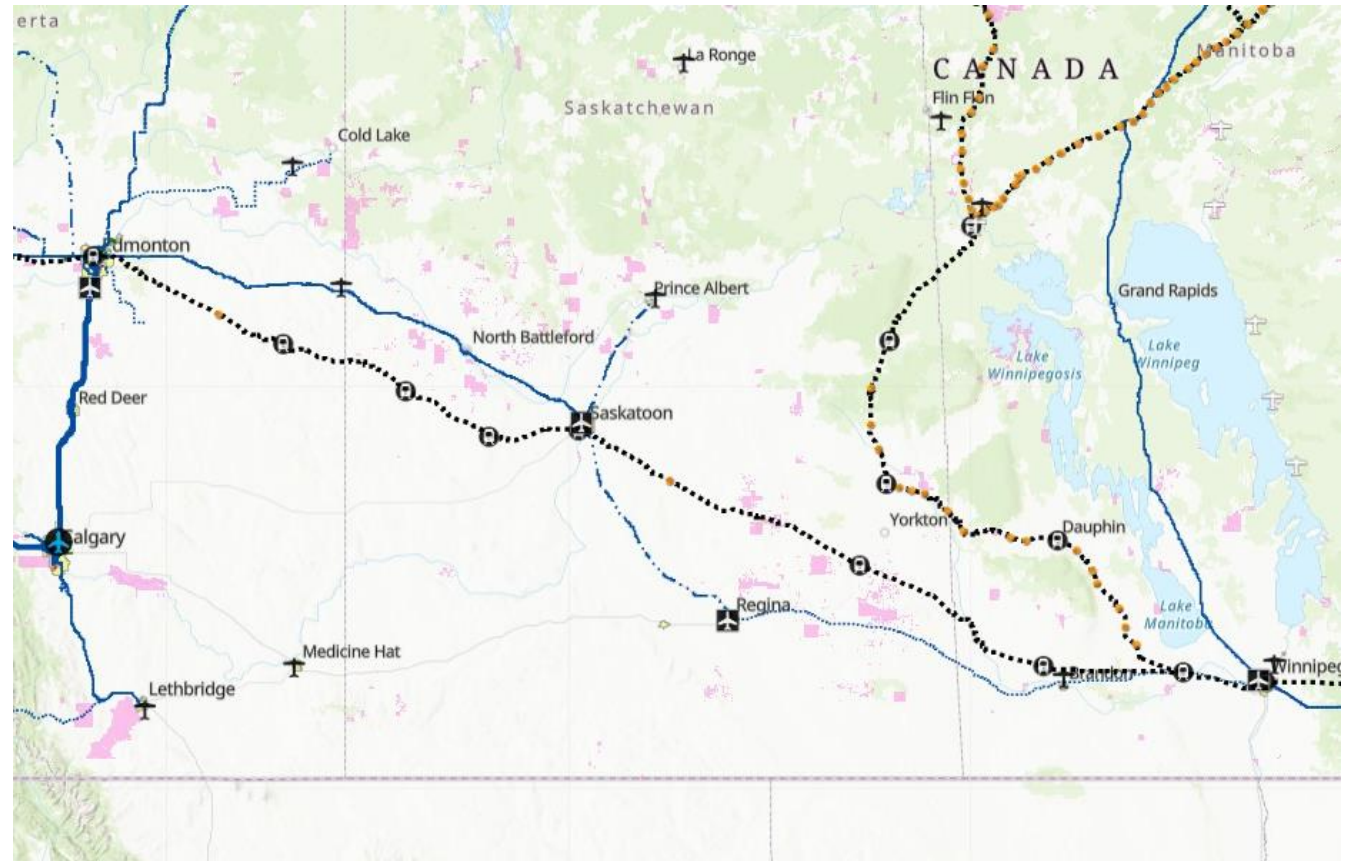 erta
La Ronge
Manitoba
CANADA
Saskatchewan
Flin Flon
Cold Lake
Edmonton
Prince Albert
Grand Rapids
North Battleford
Lake
Winnipegosis
Lake
Winnipeg
Red Deer
Saskatoon
Yorkton
Dauphin
Calgary
Regina
Lake
Manitoba
Medicine Hat
Brandon
Winnipeg
Lethbridge